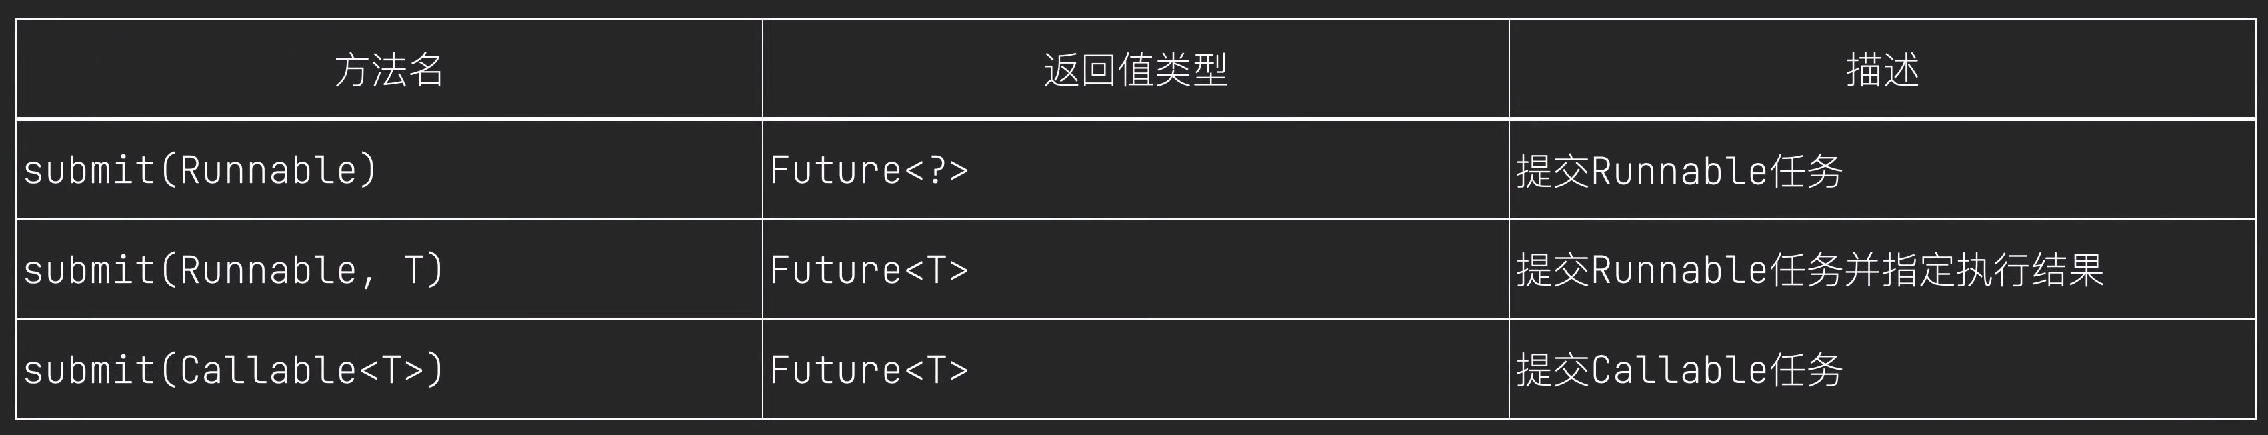 方法名 返回值类型 描述
submit(Runnable) Future<?> 提交Runnable任务
submit(Runnable, T) Future<T> 提交Runnable任务并指定执行结果
submit(Callable<T>) Future<T> 提交Callable任务